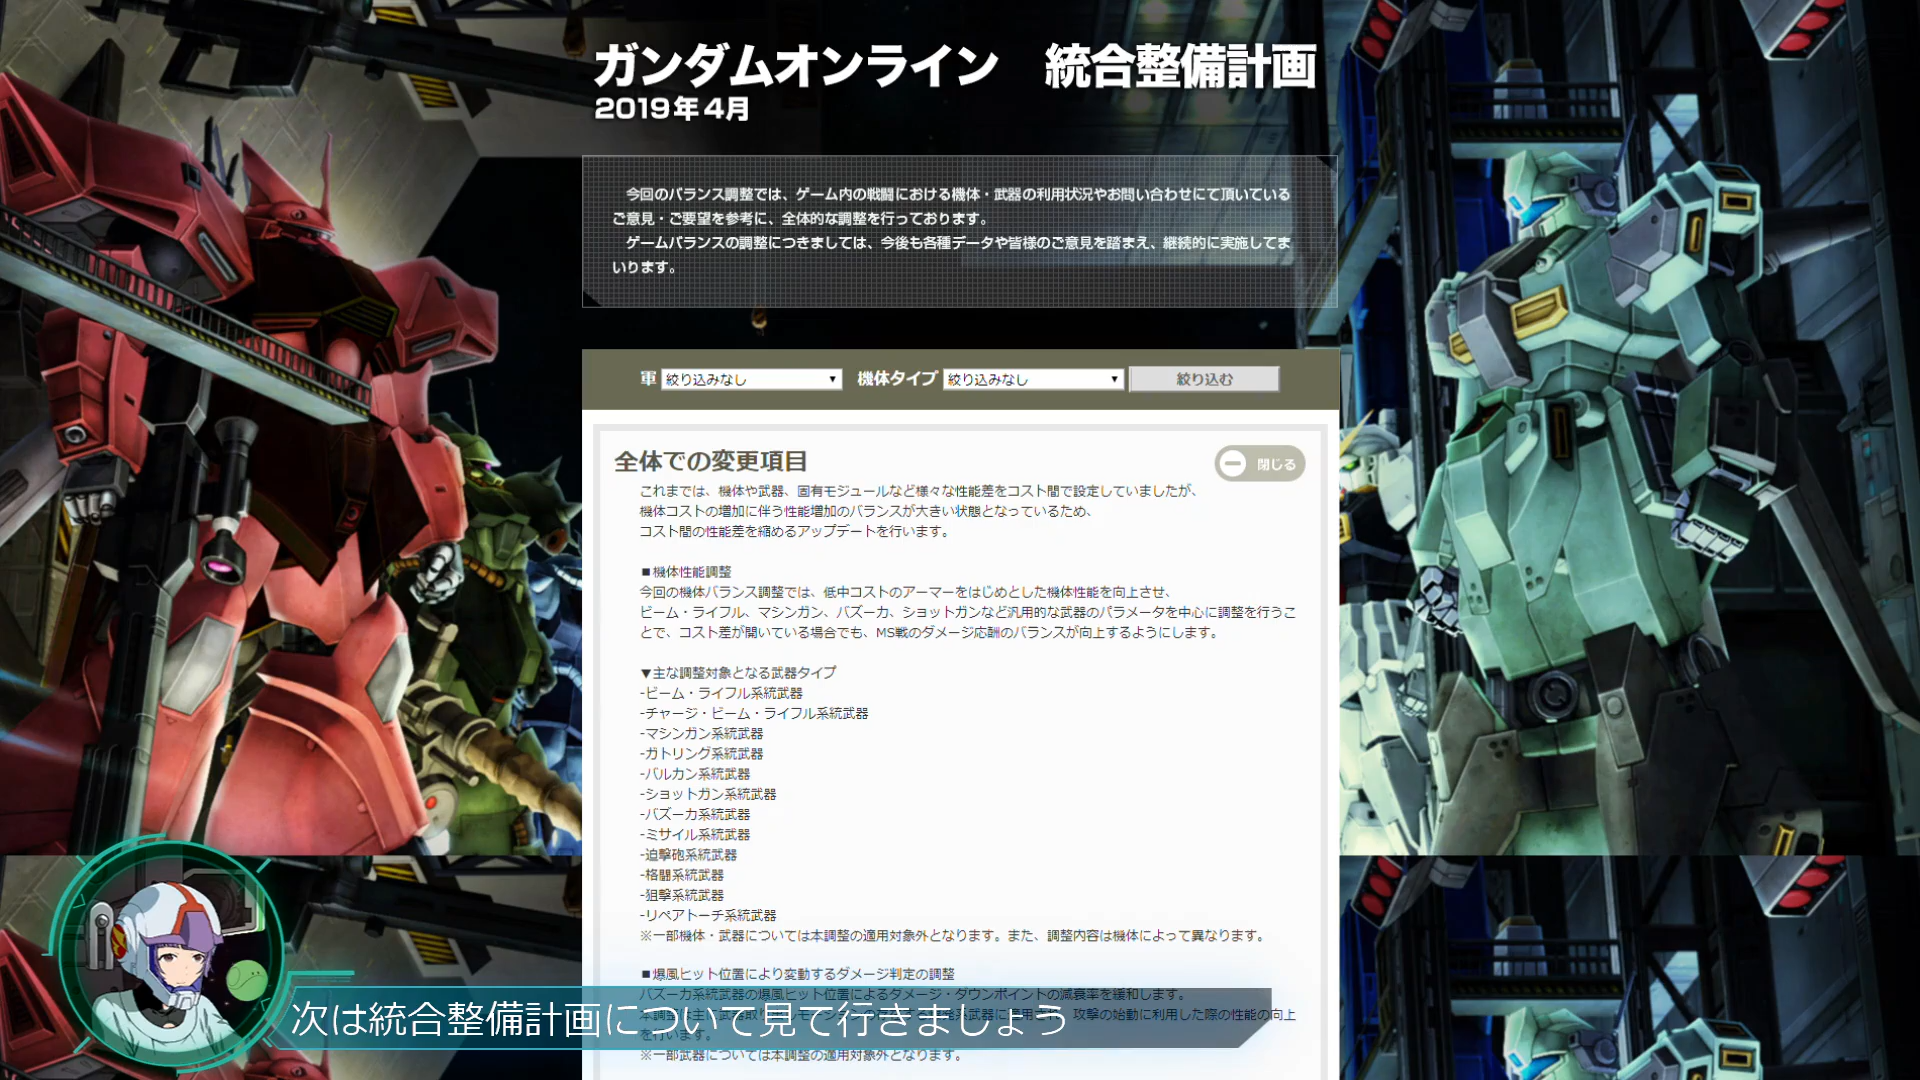 ガンダムオンライン　統合整備計画
2019年4月
　今回のバランス調整では、ゲーム内の戦闘における機体・武器の利用状況やお問い合わせにて頂いている
ご意見・ご要望を参考に、全体的な調整を行っております。
　ゲームバランスの調整につきましては、今後も各種データや皆様のご意見を踏まえ、継続的に実施してま
いります。
軍 絞り込みなし 機体タイプ 絞り込みなし 絞り込む
全体での変更項目 閉じる
これまでは、機体や武器、固有モジュールなど様々な性能差をコスト間で設定していましたが、
機体コストの増加に伴う性能増加のバランスが大きい状態となっているため、
コスト間の性能差を縮めるアップデートを行います。
■機体性能調整
今回の機体バランス調整では、低中コストのアーマーをはじめとした機体性能を向上させ、
ビーム・ライフル、マシンガン、バズーカ、ショットガンなど汎用的な武器のパラメータを中心に調整を行うこ
とで、コスト差が開いている場合でも、MS戦のダメージ応酬のバランスが向上するようにします。
▼主な調整対象となる武器タイプ
-ビーム・ライフル系統武器
-チャージ・ビーム・ライフル系統武器
-マシンガン系統武器
-ガトリング系統武器
-バルカン系統武器
-ショットガン系統武器
-バズーカ系統武器
-ミサイル系統武器
-迫撃砲系統武器
-格闘系統武器
-狙撃系統武器
-リペアトーチ系統武器
※一部機体・武器については本調整の適用対象外となります。また、調整内容は機体によって異なります。
■爆風ヒット位置により変動するダメージ判定の調整
バズーカ系統武器の爆風ヒット位置によるダメージ・ダウンポイントの減衰率を緩和します。
攻撃の始動に利用した際の性能の向上
を行います。
※一部武器については本調整の適用対象外となります。
次は統合整備計画について見て行きましょう